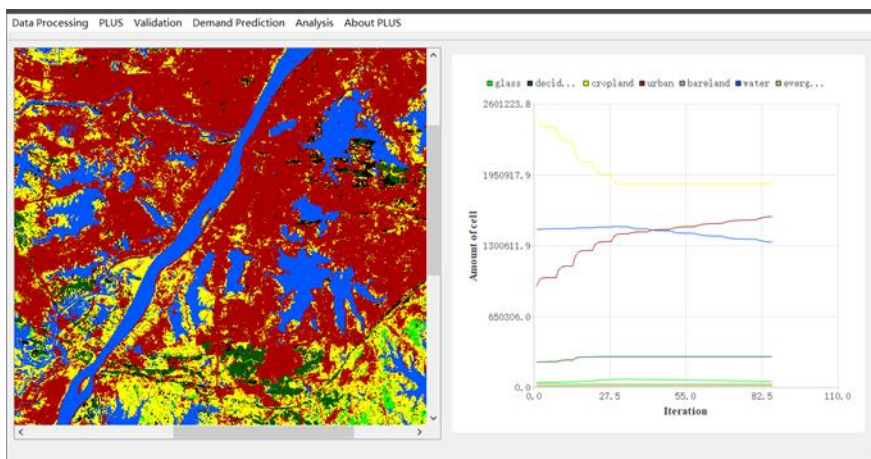 Data Processing PLUS Validation Demand Prediction Analysis About PLUS
glass decid... cropland urban bareland water everg...
2601223.8
1950917.9
1300611.9
650306.0
0.0
Amount of cell
0.0 27.5 55.0 82.5 110.0
Iteration